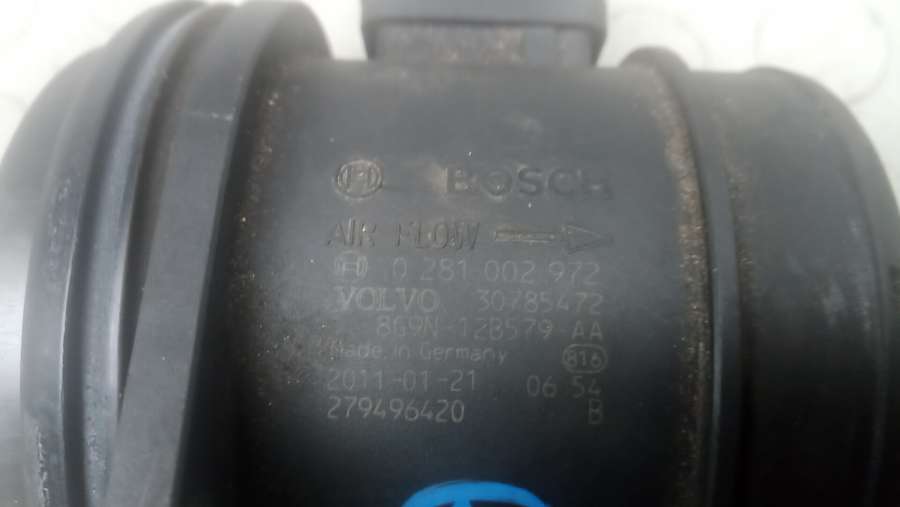 BOSCH
AIR FLOW
0 281 002 972
VOLVO 30785472
8G9N-12B579-AA
Made in Germany 816
2011-01-21 06 54
279496420 B